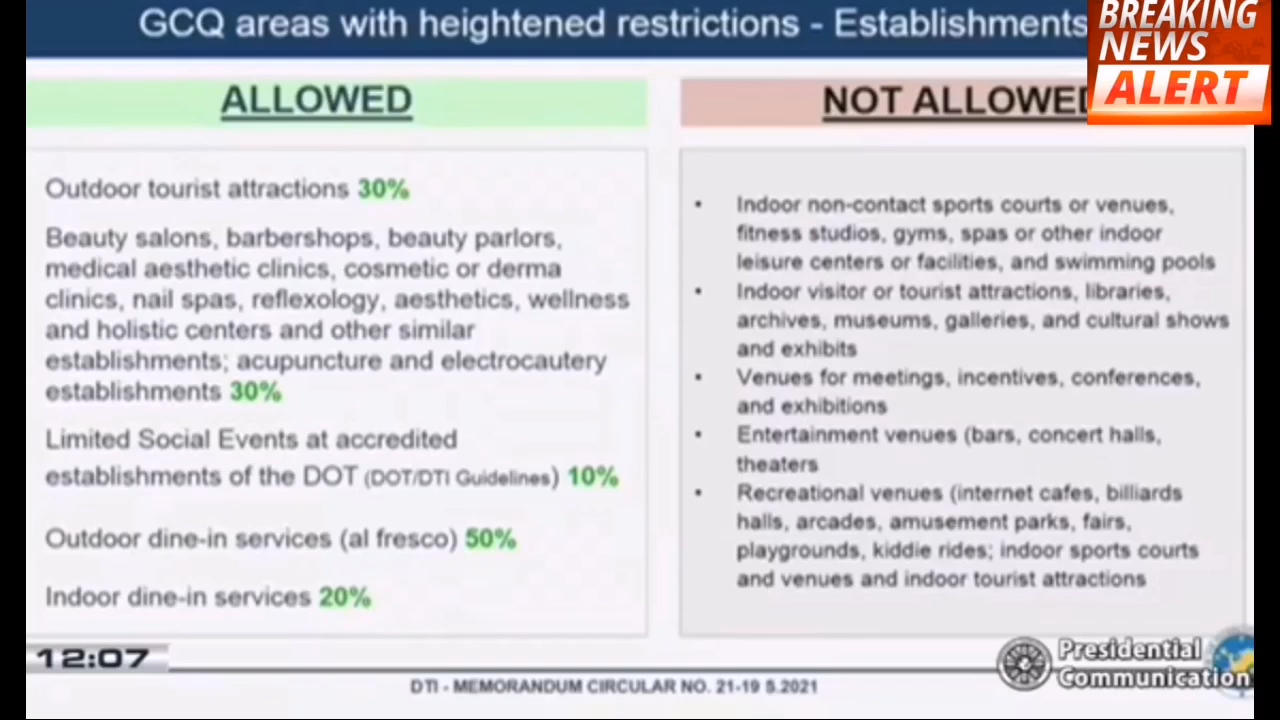 GCQ areas with heightened restrictions - Establishments
BREAKING
NEWS
ALERT
ALLOWED
Outdoor tourist attractions 30%
Beauty salons, barbershops, beauty parlors,
medical aesthetic clinics, cosmetic or derma
clinics, nail spas, reflexology, aesthetics, wellness
and holistic centers and other similar
establishments; acupuncture and electrocautery
establishments 30%
Limited Social Events at accredited
establishments of the DOT (DOT/DTI Guidelines) 10%
Outdoor dine-in services (al fresco) 50%
Indoor dine-in services 20%
NOT ALLOWED
• Indoor non-contact sports courts or venues,
fitness studios, gyms, spas or other indoor
leisure centers or facilities, and swimming pools
• Indoor visitor or tourist attractions, libraries,
archives, museums, galleries, and cultural shows
and exhibits
• Venues for meetings, incentives, conferences,
and exhibitions
• Entertainment venues (bars, concert halls,
theaters
• Recreational venues (internet cafes, billiards
halls, arcades, amusement parks, fairs,
playgrounds, kiddie rides; indoor sports courts
and venues and indoor tourist attractions
12:07
DTI - MEMORANDUM CIRCULAR NO. 21-19 S.2021
Presidential
Communication